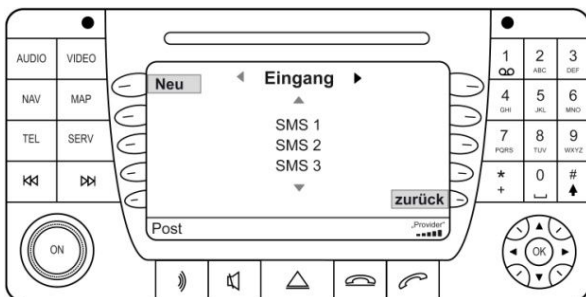 AUDIO VIDEO
NAV MAP
TEL SERV
ON
Neu
Eingang
SMS 1
SMS 2
SMS 3
zurück
Post
„Provider“
1 2 3
ABC DEF
4 5 6
GHI JKL MNO
7 8 9
PQRS TUV WXYZ
* 0 #
+
OK